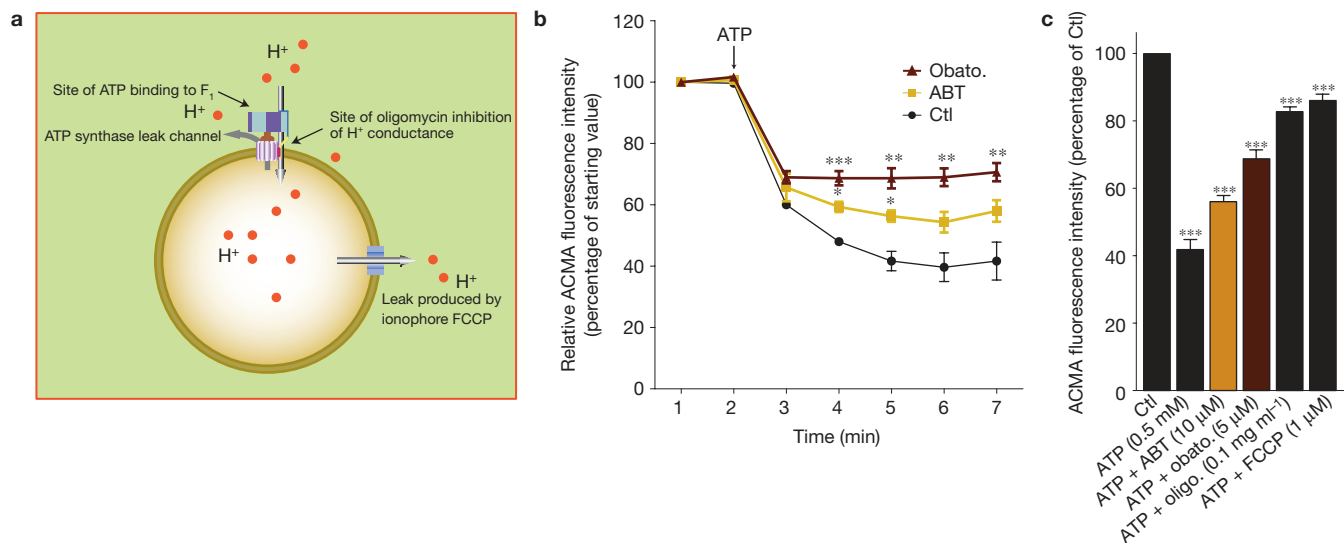 a
H⁺
Site of ATP binding to F₁
H⁺
ATP synthase leak channel
Site of oligomycin inhibition
of H⁺ conductance
H⁺
H⁺
Leak produced by
ionophore FCCP
b
Relative ACMA fluorescence intensity
(percentage of starting value)
120
100
80
60
40
20
0
ATP
Obato.
ABT
Ctl
***
**
**
**
*
*
1 2 3 4 5 6 7
Time (min)
c
ACMA fluorescence intensity (percentage of Ctl)
100
80
60
40
20
0
***
***
***
***
***
Ctl
ATP (0.5 mM)
ATP + ABT (10 µM)
ATP + obato. (5 µM)
ATP + oligo. (0.1 mg ml⁻¹)
ATP + FCCP (1 µM)